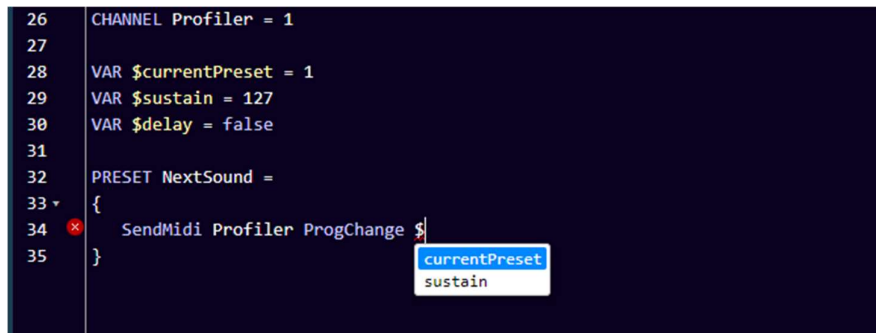 26 CHANNEL Profiler = 1
27
28 VAR $currentPreset = 1
29 VAR $sustain = 127
30 VAR $delay = false
31
32 PRESET NextSound =
33 {
34 SendMidi Profiler ProgChange $
currentPreset
35 }
sustain